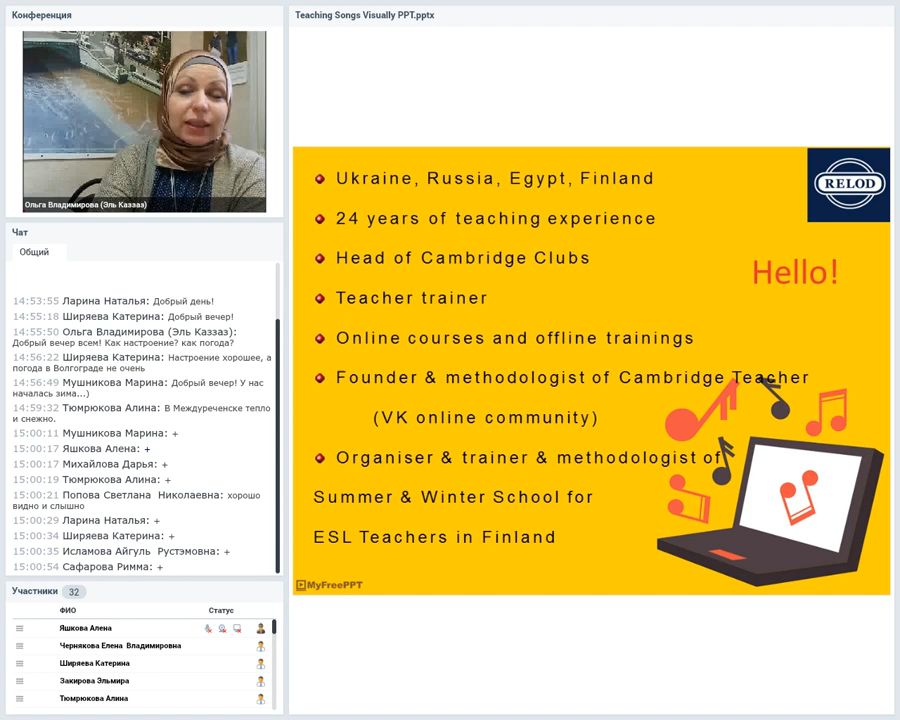 Конференция
Ольга Владимирова (Эль Каззаз)
Чат
Общий
14:53:55 Ларина Наталья: Добрый день!
14:55:18 Ширяева Катерина: Добрый вечер!
14:55:50 Ольга Владимирова (Эль Каззаз):
Добрый вечер всем! Как настроение? как погода?
14:56:22 Ширяева Катерина: Настроение хорошее, а
погода в Волгограде не очень
14:56:49 Мушникова Марина: Добрый вечер! У нас
началась зима...)
14:59:32 Тюмрюкова Алина: В Междуреченске тепло
и снежно.
15:00:11 Мушникова Марина: +
15:00:17 Яшкова Алена: +
15:00:17 Михайлова Дарья: +
15:00:19 Тюмрюкова Алина: +
15:00:21 Попова Светлана Николаевна: хорошо
видно и слышно
15:00:29 Ларина Наталья: +
15:00:34 Ширяева Катерина: +
15:00:35 Исламова Айгуль Рустэмовна: +
15:00:54 Сафарова Римма: +
Участники 32
ФИО Статус
Яшкова Алена
Чернякова Елена Владимировна
Ширяева Катерина
Закирова Эльмира
Тюмрюкова Алина
Teaching Songs Visually PPT.pptx
RELOD
Hello!
Ukraine, Russia, Egypt, Finland
24 years of teaching experience
Head of Cambridge Clubs
Teacher trainer
Online courses and offline trainings
Founder & methodologist of Cambridge Teacher
(VK online community)
Organiser & trainer & methodologist of
Summer & Winter School for
ESL Teachers in Finland
MyFreePPT